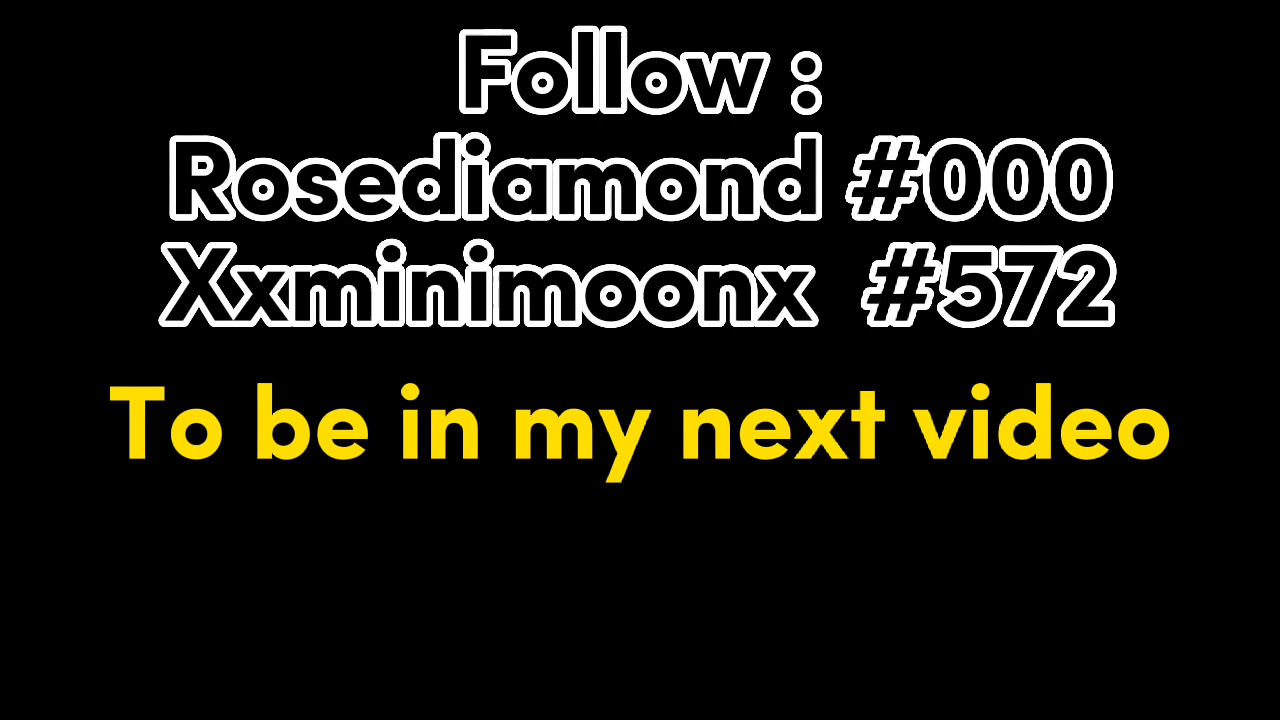 Follow :
Rosediamond #000
Xxminimoonx #572
To be in my next video